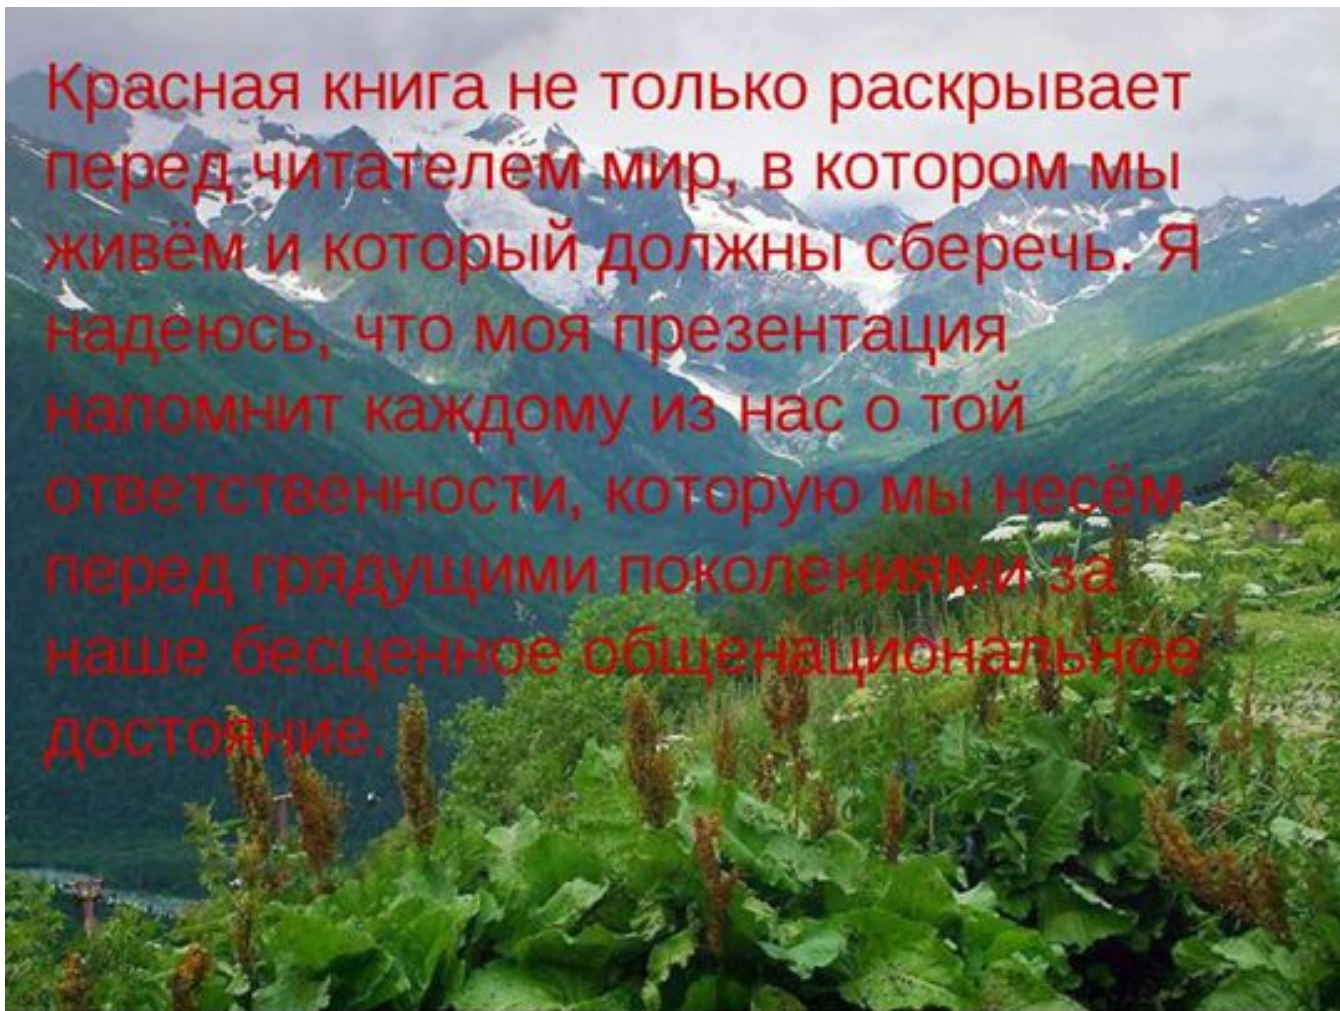 Красная книга не только раскрывает
перед читателем мир, в котором мы
живём и который должны сберечь. Я
надеюсь, что моя презентация
напомнит каждому из нас о той
ответственности, которую мы несём
перед грядущими поколениями за
наше бесценное общенациональное
достояние.